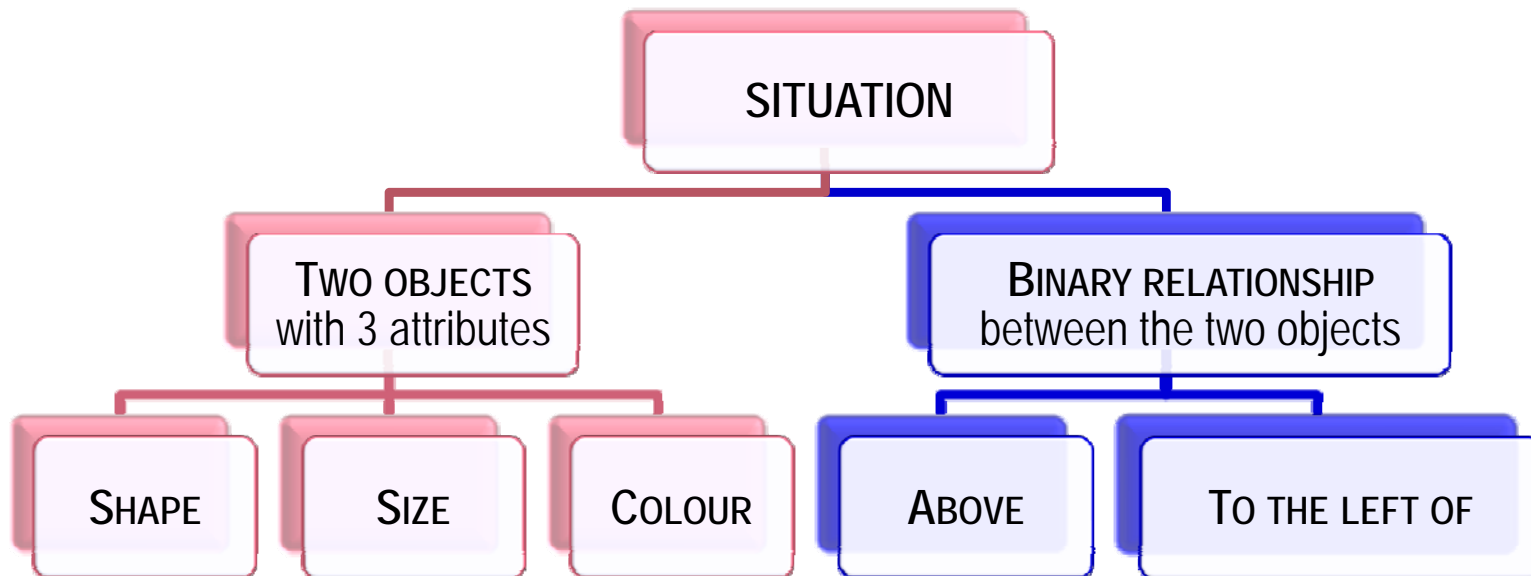 SITUATION
TWO OBJECTS
with 3 attributes
BINARY RELATIONSHIP
between the two objects
SHAPE
SIZE
COLOUR
ABOVE
TO THE LEFT OF